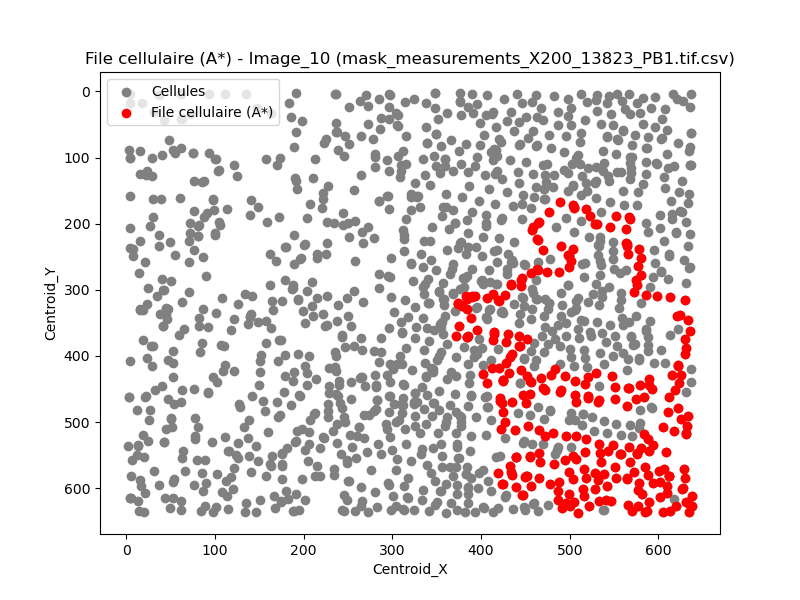 File cellulaire (A*) - Image_10 (mask_measurements_X200_13823_PB1.tif.csv)
Cellules
File cellulaire (A*)
0
100
200
300
400
500
600
Centroid_Y
0
100
200
300
400
500
600
Centroid_X